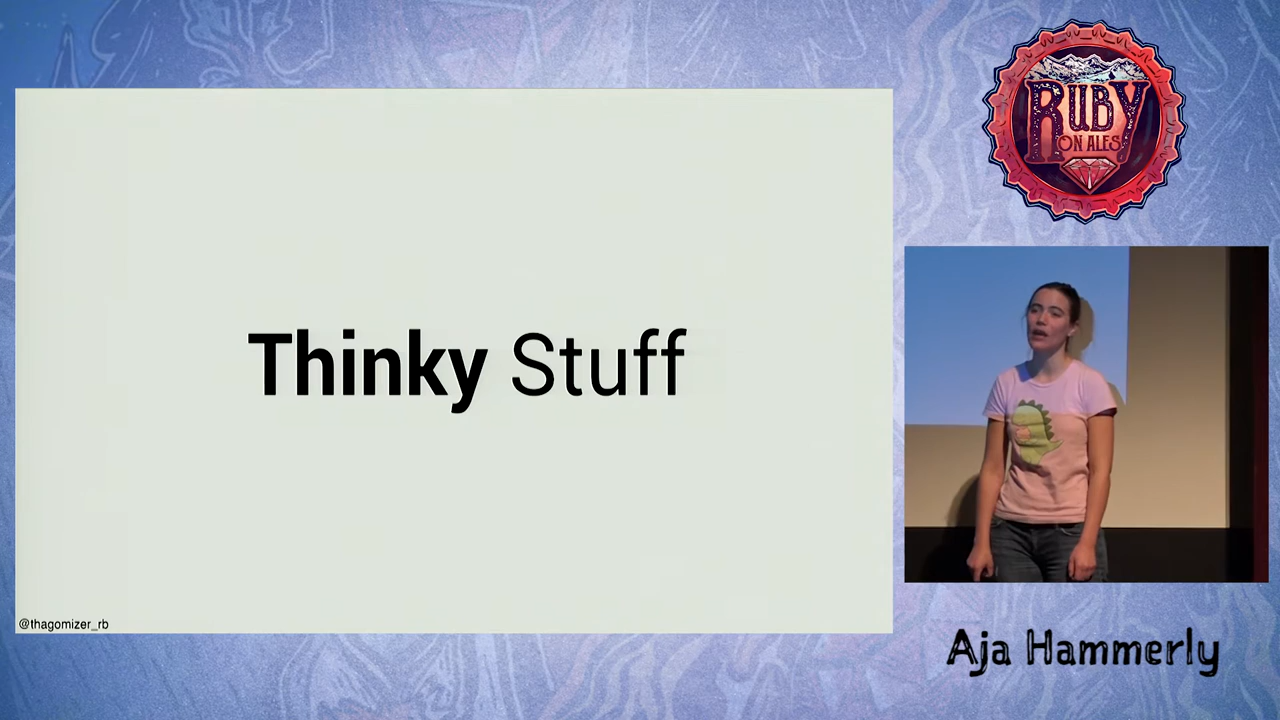 Thinky Stuff
@thagomizer_rb
RUBY
ON ALES
Aja Hammerly